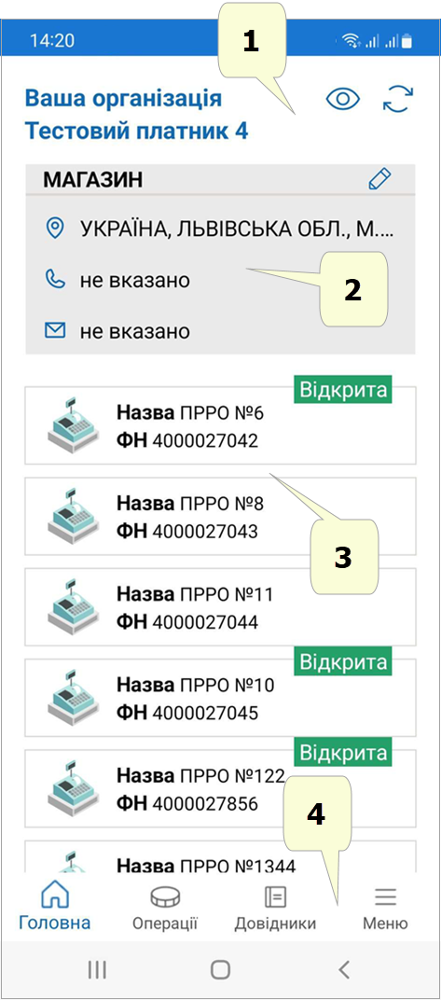 1
14:20
Ваша організація
Тестовий платник 4
МАГАЗИН
УКРАЇНА, ЛЬВІВСЬКА ОБЛ., М....
2
не вказано
не вказано
Відкрита
Назва ПРРО №6
ФН 4000027042
Назва ПРРО №8
ФН 4000027043
3
Назва ПРРО №11
ФН 4000027044
Відкрита
Назва ПРРО №10
ФН 4000027045
Відкрита
Назва ПРРО №122
ФН 4000027856
4
Назва ПРРО №1344
Головна Операції Довідники Меню